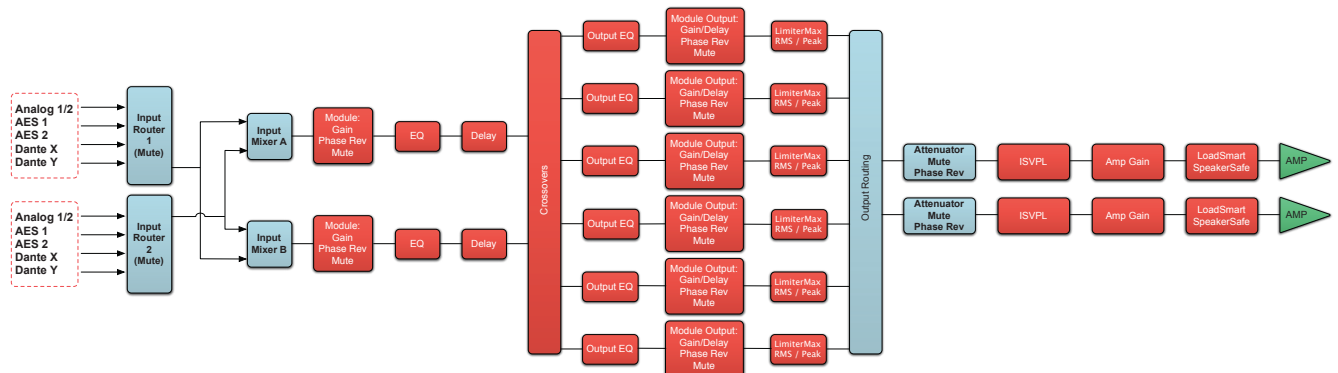 Analog 1/2
AES 1
AES 2
Dante X
Dante Y
Input
Router
1
(Mute)
Analog 1/2
AES 1
AES 2
Dante X
Dante Y
Input
Router
2
(Mute)
Input
Mixer A
Module:
Gain
Phase Rev
Mute
EQ
Delay
Input
Mixer B
Module:
Gain
Phase Rev
Mute
EQ
Delay
Crossovers
Output EQ
Module Output:
Gain/Delay
Phase Rev
Mute
LimiterMax
RMS / Peak
Output EQ
Module Output:
Gain/Delay
Phase Rev
Mute
LimiterMax
RMS / Peak
Output EQ
Module Output:
Gain/Delay
Phase Rev
Mute
LimiterMax
RMS / Peak
Output EQ
Module Output:
Gain/Delay
Phase Rev
Mute
LimiterMax
RMS / Peak
Output EQ
Module Output:
Gain/Delay
Phase Rev
Mute
LimiterMax
RMS / Peak
Output EQ
Module Output:
Gain/Delay
Phase Rev
Mute
LimiterMax
RMS / Peak
Output Routing
Attenuator
Mute
Phase Rev
ISVPL
Amp Gain
LoadSmart
SpeakerSafe
AMP
Attenuator
Mute
Phase Rev
ISVPL
Amp Gain
LoadSmart
SpeakerSafe
AMP